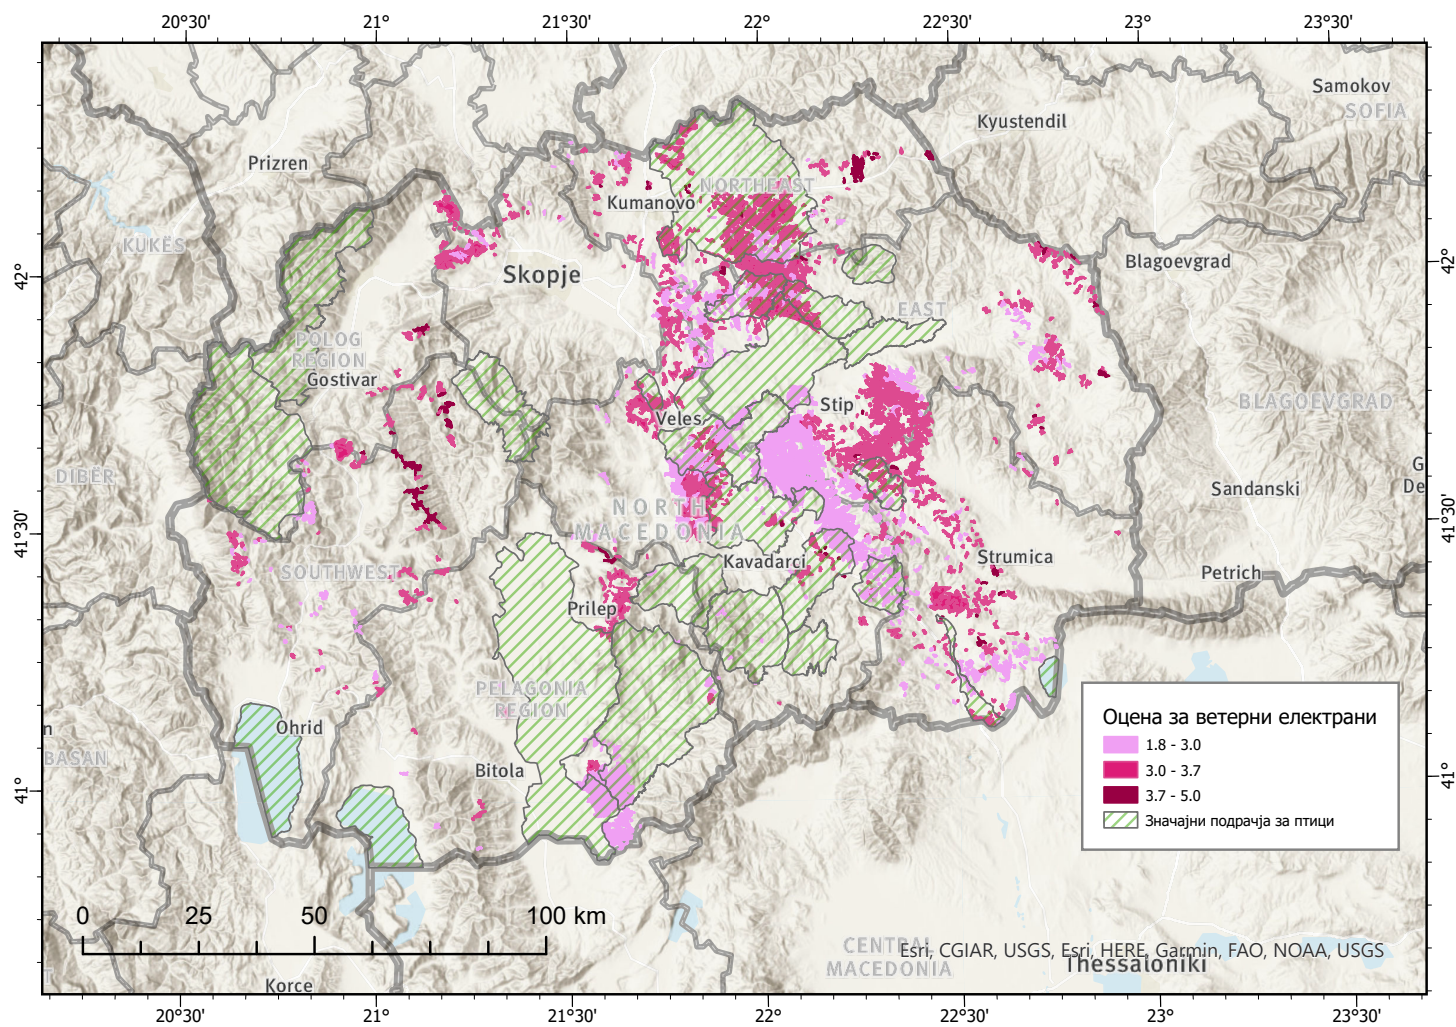 20°30'
21°
21°30'
22°
22°30'
23°
23°30'
Samokov
SOFIA
Kyustendil
Prizren
NORTHEAST
Kumanovo
KUKËS
42°
Skopje
Blagoevgrad
42°
EAST
POLOG
REGION
Gostivar
BLAGOEVGRAD
Stip
Veles
DIBËR
G
De
Sandanski
NORTH
MACEDONIA
41°30'
41°30'
Kavadarci
Strumica
SOUTHWEST
Petrich
Prilep
PELAGONIA
REGION
Ohrid
n
BASAN
Bitola
41°
41°
Оцена за ветерни електрани
1.8 - 3.0
3.0 - 3.7
3.7 - 5.0
Значајни подрачја за птици
0
25
50
100 km
CENTRAL
MACEDONIA
Esri, CGIAR, USGS, Esri, HERE, Garmin, FAO, NOAA, USGS
Thessaloniki
T
Korce
20°30'
21°
21°30'
22°
22°30'
23°
23°30'